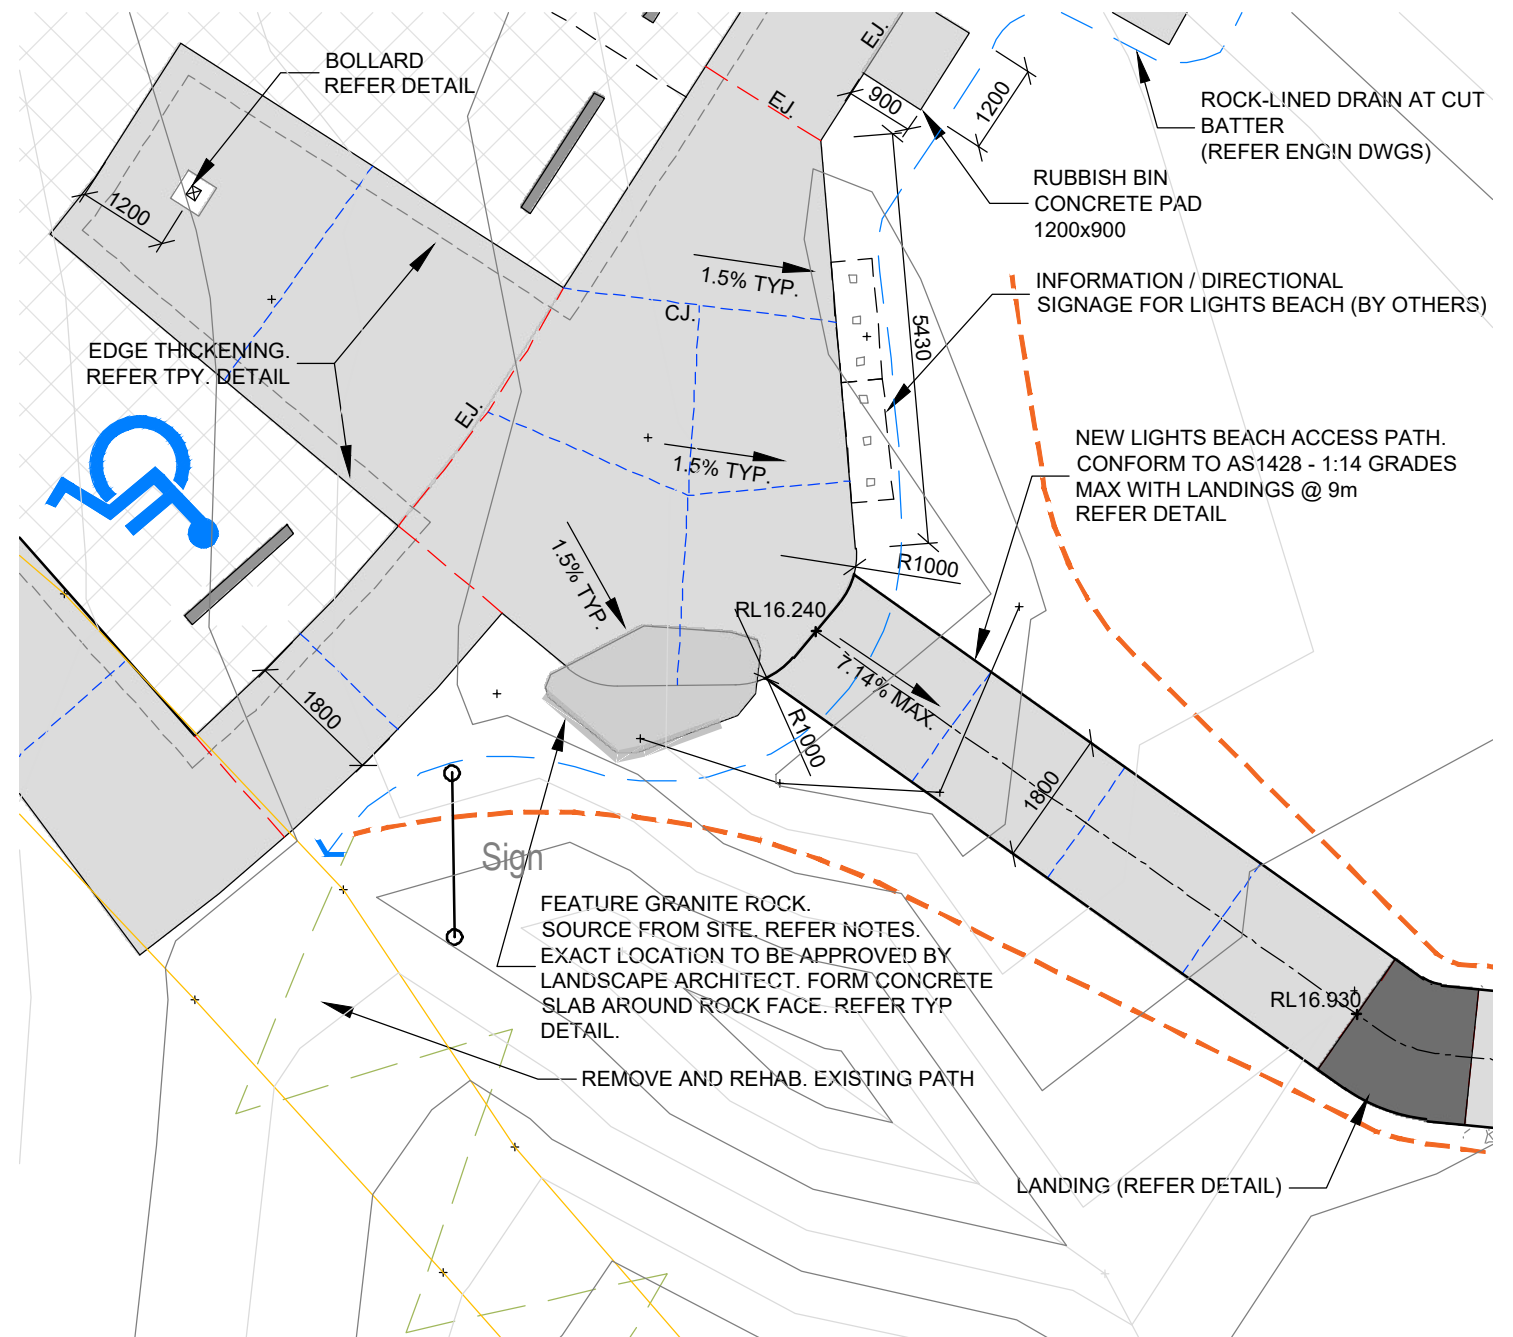 EJ.
BOLLARD
REFER DETAIL
EJ.
900
1200
ROCK-LINED DRAIN AT CUT
BATTER
(REFER ENGIN DWGS)
RUBBISH BIN
CONCRETE PAD
1200x900
1200
1.5% TYP.
INFORMATION / DIRECTIONAL
SIGNAGE FOR LIGHTS BEACH (BY OTHERS)
CJ.
5430
EDGE THICKENING.
REFER TPY. DETAIL
EJ.
1.5% TYP.
NEW LIGHTS BEACH ACCESS PATH.
CONFORM TO AS1428 - 1:14 GRADES
MAX WITH LANDINGS @ 9m
REFER DETAIL
1.5% TYP.
R1000
RL16.240
7.14% MAX.
1800
R1000
1800
Sign
FEATURE GRANITE ROCK.
SOURCE FROM SITE. REFER NOTES.
EXACT LOCATION TO BE APPROVED BY
LANDSCAPE ARCHITECT. FORM CONCRETE
SLAB AROUND ROCK FACE. REFER TYP
DETAIL.
RL16.930
REMOVE AND REHAB. EXISTING PATH
LANDING (REFER DETAIL)